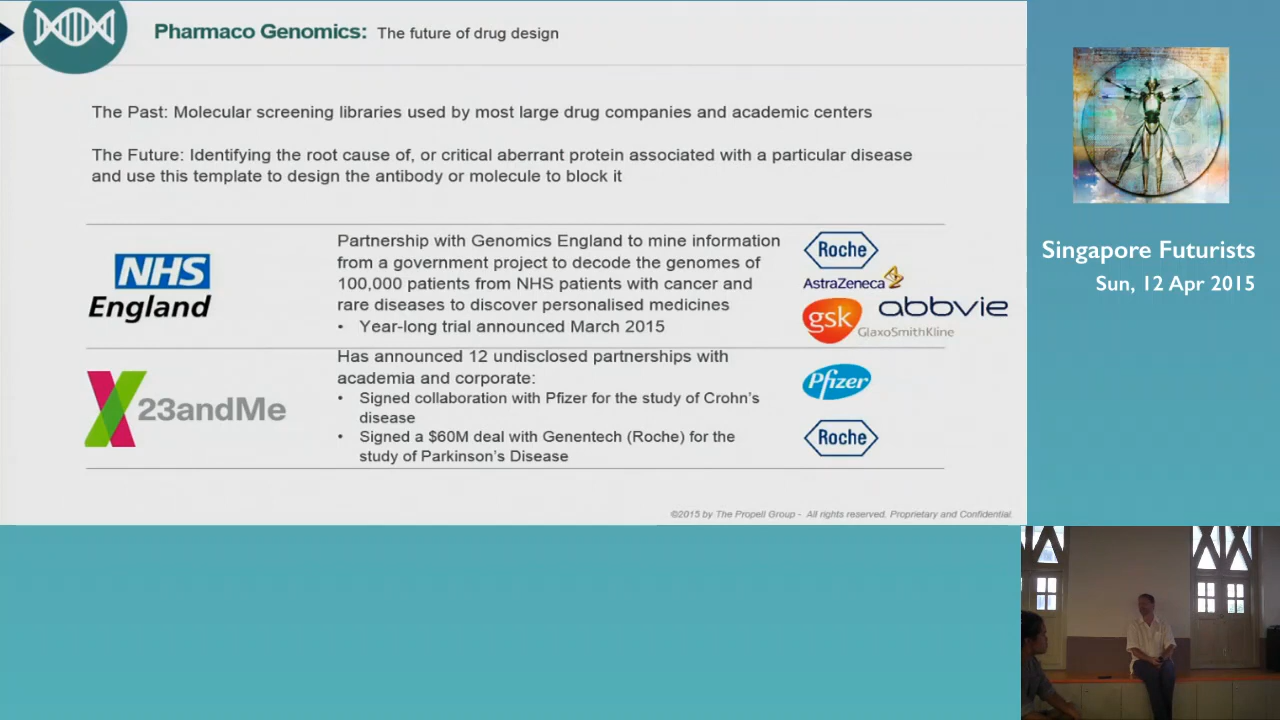 Pharmaco Genomics: The future of drug design
The Past: Molecular screening libraries used by most large drug companies and academic centers
The Future: Identifying the root cause of, or critical aberrant protein associated with a particular disease
and use this template to design the antibody or molecule to block it
NHS
England
Partnership with Genomics England to mine information
from a government project to decode the genomes of
100,000 patients from NHS patients with cancer and
rare diseases to discover personalised medicines
• Year-long trial announced March 2015
Roche
AstraZeneca
abbvie
gsk
GlaxoSmithKline
23andMe
Has announced 12 undisclosed partnerships with
academia and corporate:
• Signed collaboration with Pfizer for the study of Crohn's
disease
• Signed a $60M deal with Genentech (Roche) for the
study of Parkinson's Disease
Pfizer
Roche
©2015 by The Propell Group - All rights reserved. Proprietary and Confidential.
Singapore Futurists
Sun, 12 Apr 2015